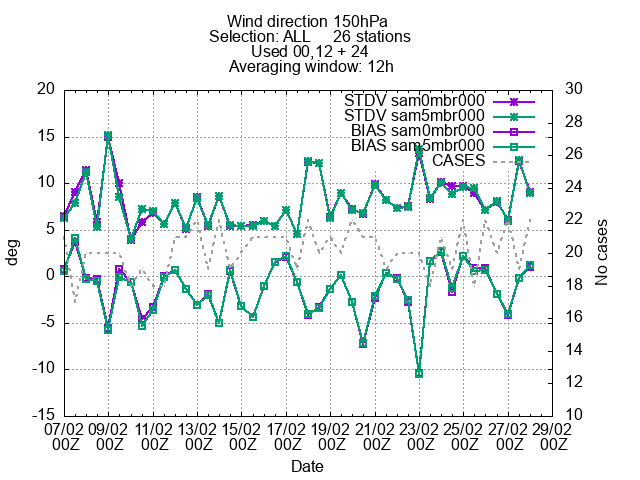 Wind direction 150hPa
Selection: ALL 26 stations
Used 00,12 + 24
Averaging window: 12h
STDV sam0mbr000
STDV sam5mbr000
BIAS sam0mbr000
BIAS sam5mbr000
CASES
20
15
10
5
0
-5
-10
-15
deg
30
28
26
24
22
20
18
16
14
12
10
No cases
07/02 09/02 11/02 13/02 15/02 17/02 19/02 21/02 23/02 25/02 27/02 29/02
00Z 00Z 00Z 00Z 00Z 00Z 00Z 00Z 00Z 00Z 00Z 00Z
Date